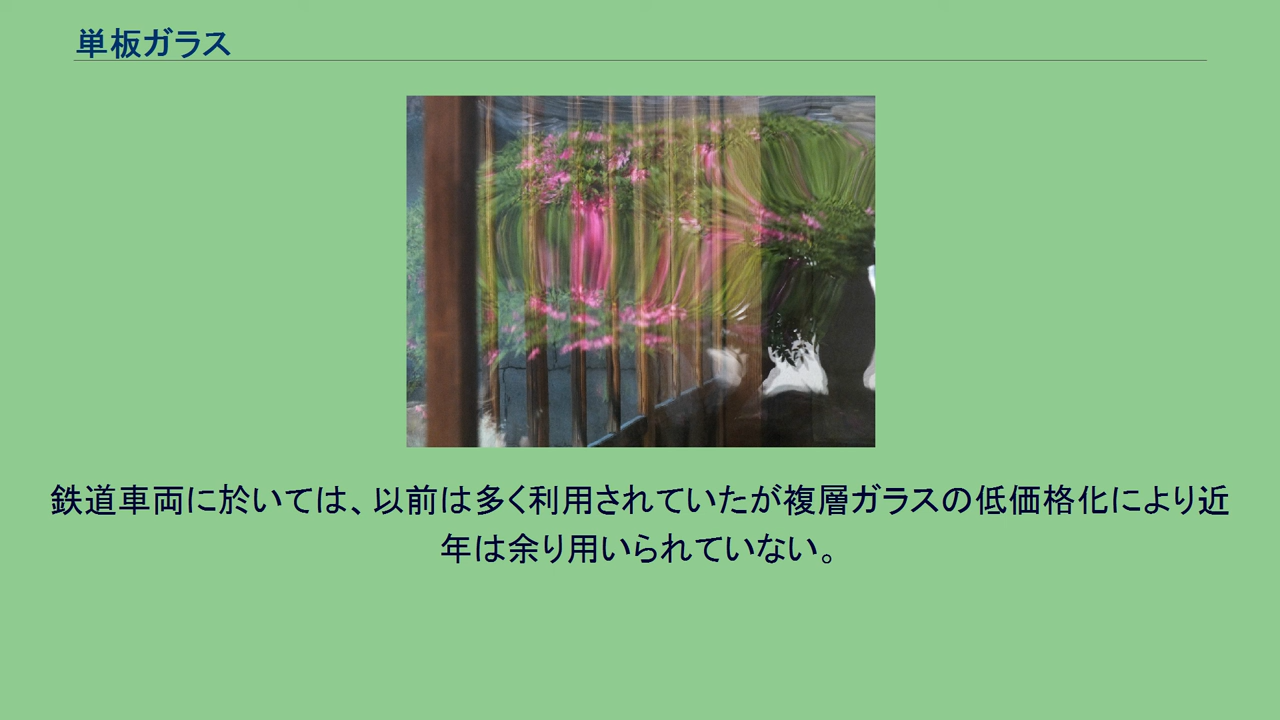 単板ガラス
鉄道車両に於いては、以前は多く利用されていたが複層ガラスの低価格化により近
年は余り用いられていない。